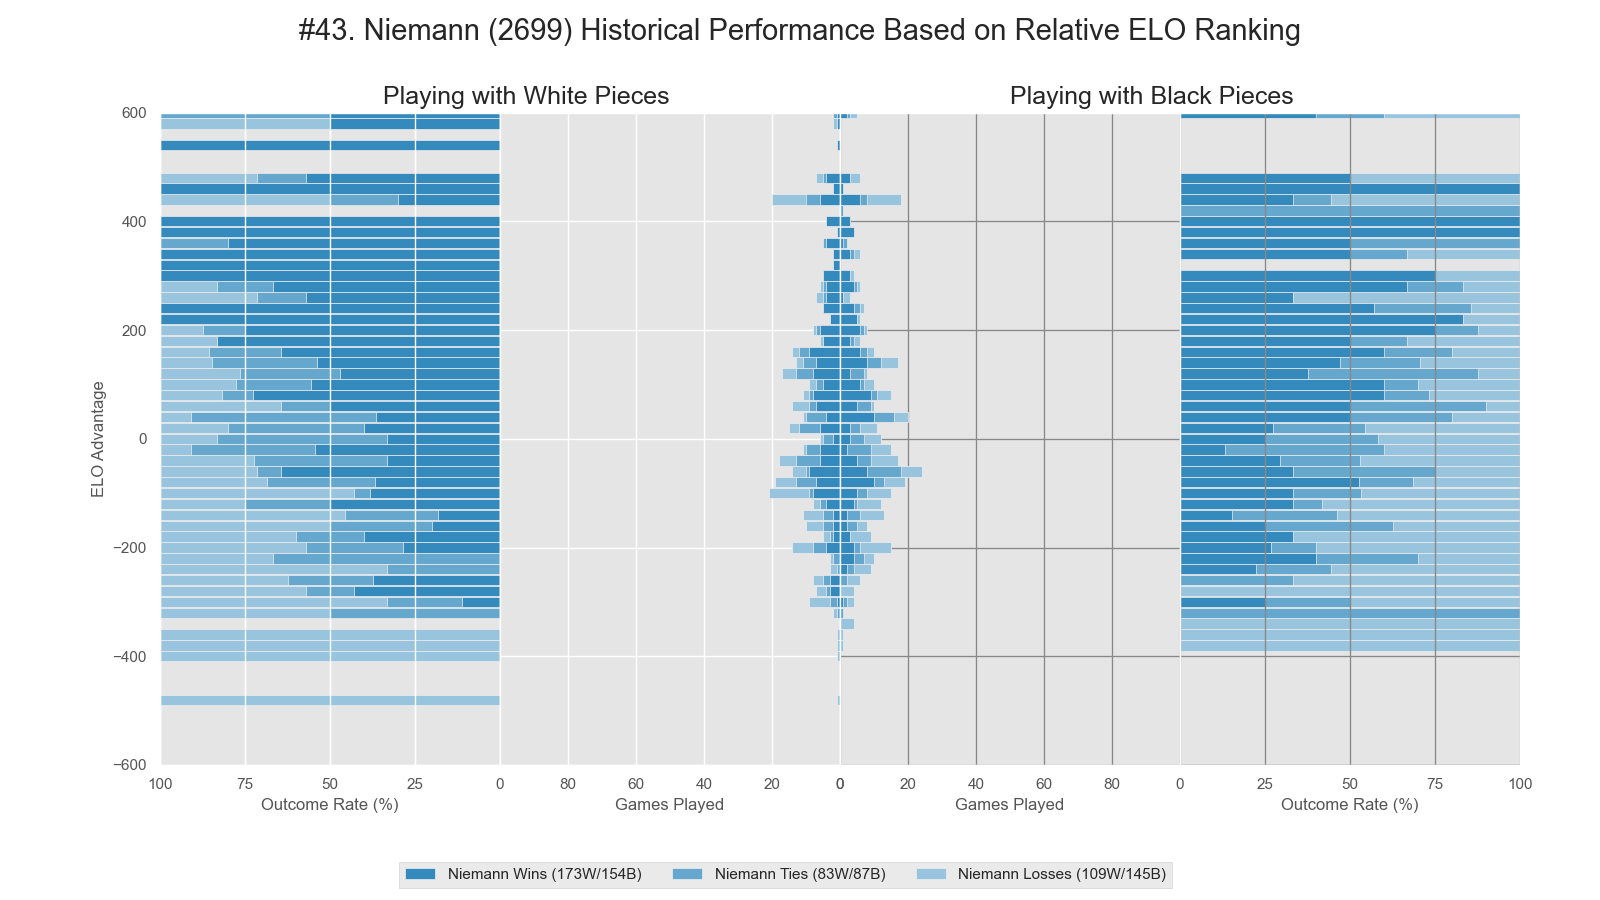 #43. Niemann (2699) Historical Performance Based on Relative ELO Ranking
Playing with White Pieces
Playing with Black Pieces
ELO Advantage
600
400
200
0
−200
−400
−600
100 75 50 25 0 80 60 40 20 0 0 20 40 60 80 0 25 50 75 100
Outcome Rate (%) Games Played Games Played Outcome Rate (%)
Niemann Wins (173W/154B) Niemann Ties (83W/87B) Niemann Losses (109W/145B)